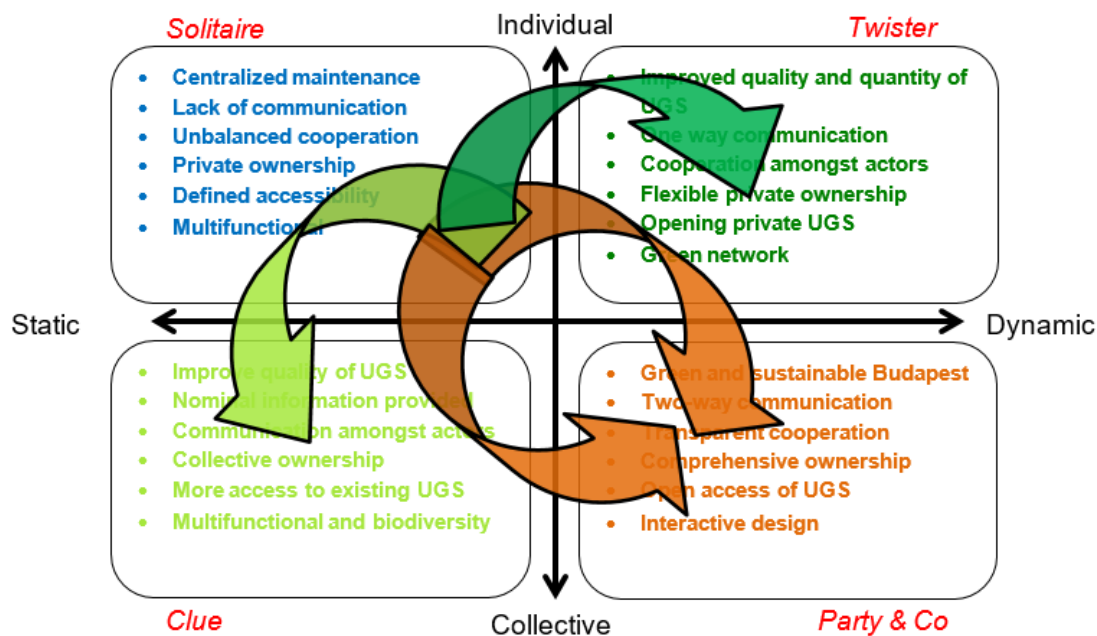 Solitaire
Individual
Twister
Centralized maintenance
Lack of communication
Unbalanced cooperation
Private ownership
Defined accessibility
Multifunctional
Improved quality and quantity of
UGS
One way communication
Cooperation amongst actors
Flexible private ownership
Opening private UGS
Green network
Static
Dynamic
Improve quality of UGS
Nominal information provided
Communication amongst actors
Collective ownership
More access to existing UGS
Multifunctional and biodiversity
Green and sustainable Budapest
Two-way communication
Transparent cooperation
Comprehensive ownership
Open access of UGS
Interactive design
Clue
Collective
Party & Co